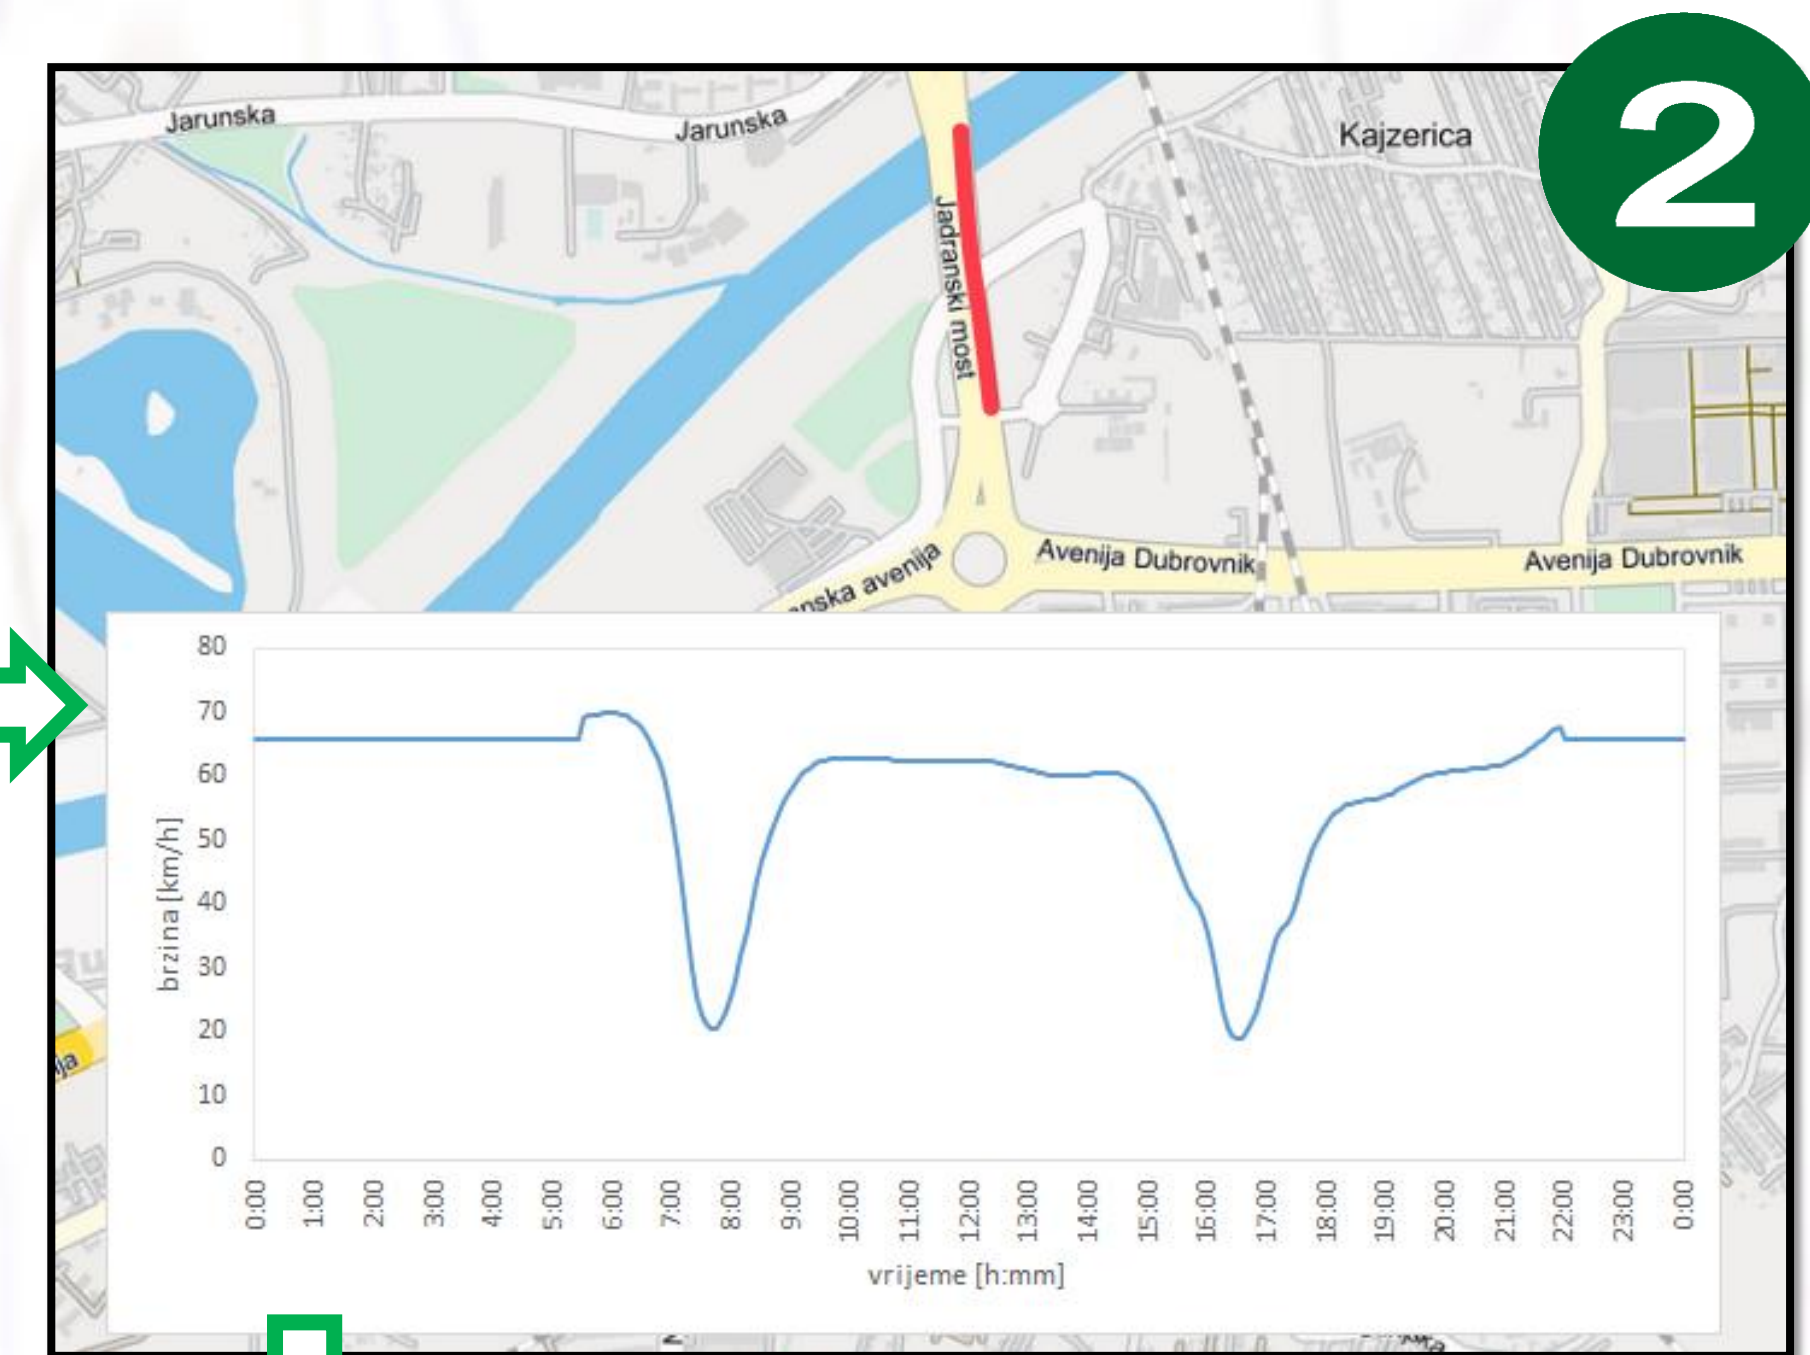 2
Jarunska
Jarunska
Kajzerica
Jadranski most
Avenija Dubrovnik
Avenija Dubrovnik
avenija
80
70
60
50
40
30
20
10
0
brzina [km/h]
0:00 1:00 2:00 3:00 4:00 5:00 6:00 7:00 8:00 9:00 10:00 11:00 12:00 13:00 14:00 15:00 16:00 17:00 18:00 19:00 20:00 21:00 22:00 23:00 0:00
vrijeme [h:mm]